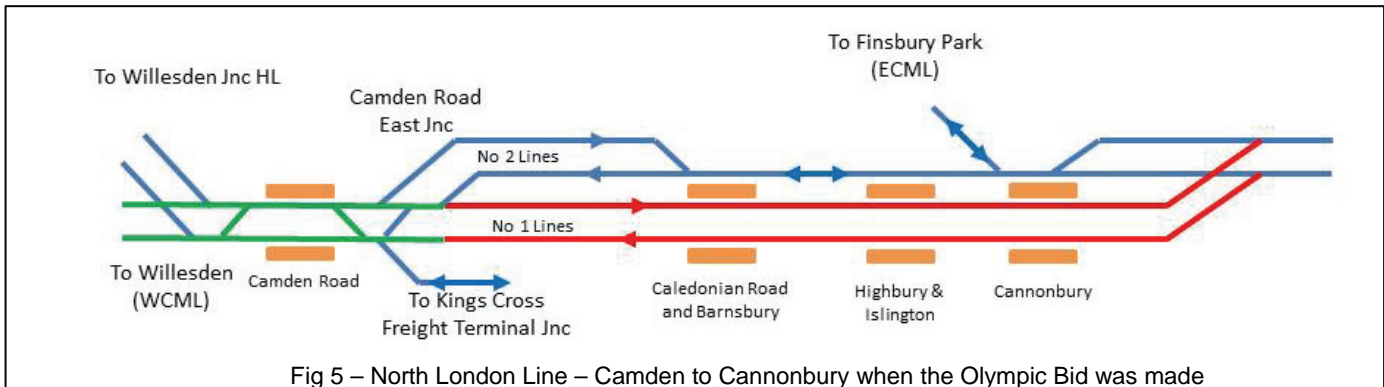 To Willesden Jnc HL
Camden Road
East Jnc
To Finsbury Park
(ECML)
No 2 Lines
No 1 Lines
To Willesden
(WCML)
Camden Road
To Kings Cross
Freight Terminal Jnc
Caledonian Road
and Barnsbury
Highbury &
Islington
Cannonbury
Fig 5 – North London Line – Camden to Cannonbury when the Olympic Bid was made